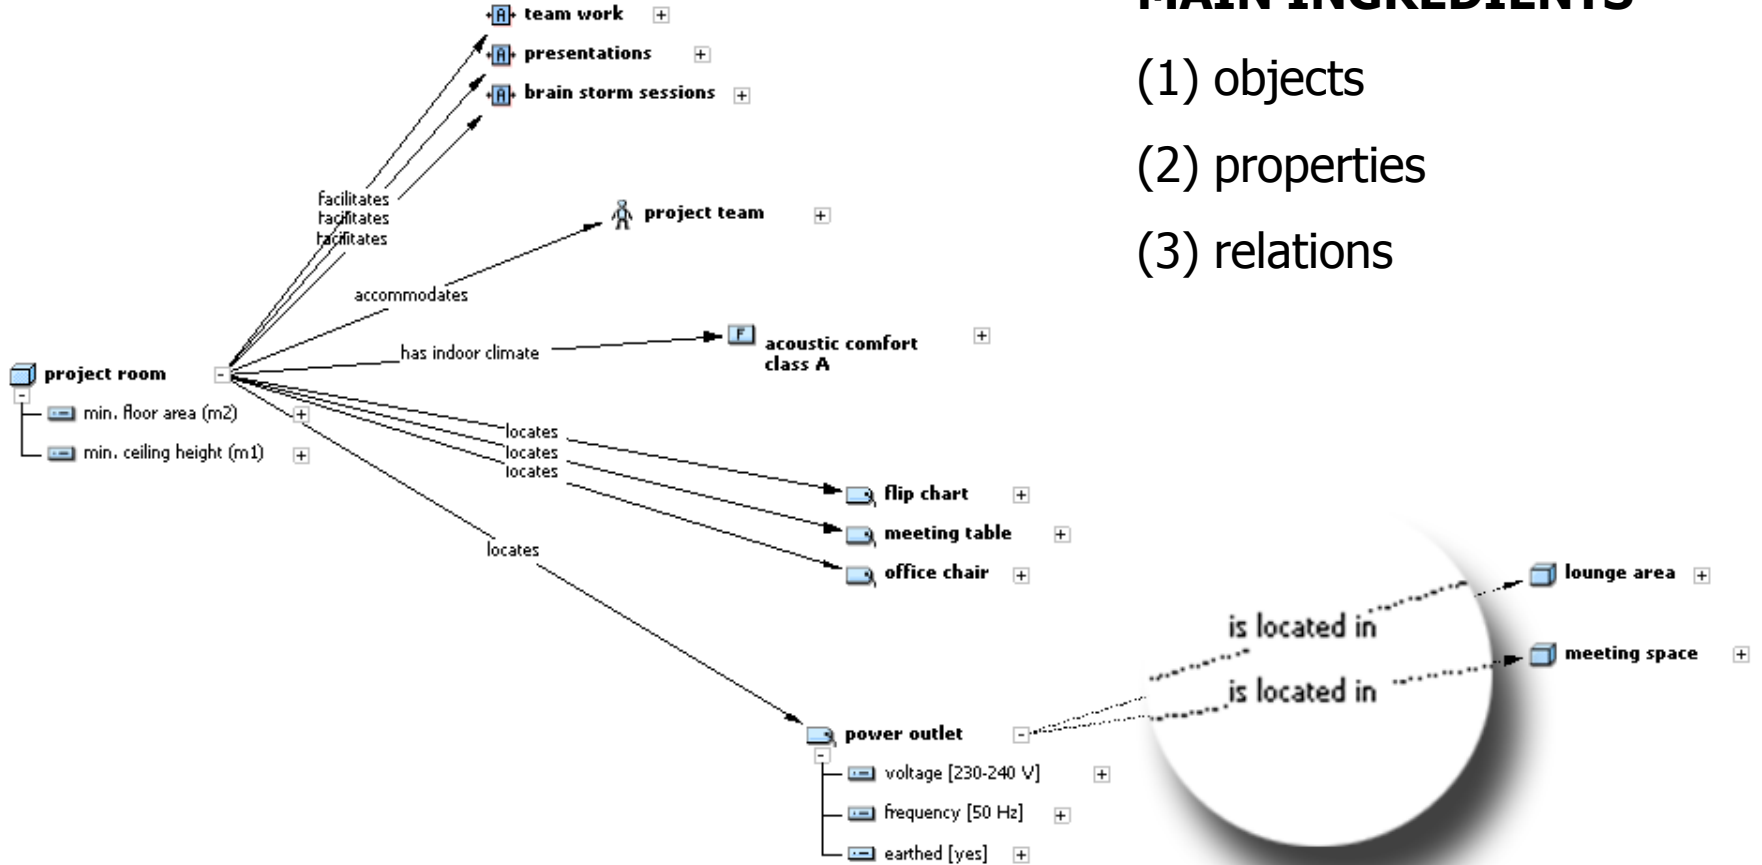 MAIN INGREDIENTS
(1) objects
(2) properties
(3) relations
team work
presentations
brain storm sessions
facilitates
facilitates
facilitates
project team
accommodates
has indoor climate
F
acoustic comfort
class A
project room
min. floor area (m2)
min. ceiling height (m1)
locates
locates
locates
flip chart
meeting table
office chair
locates
lounge area
is located in
meeting space
is located in
power outlet
voltage [230-240 V]
frequency [50 Hz]
earthed [yes]